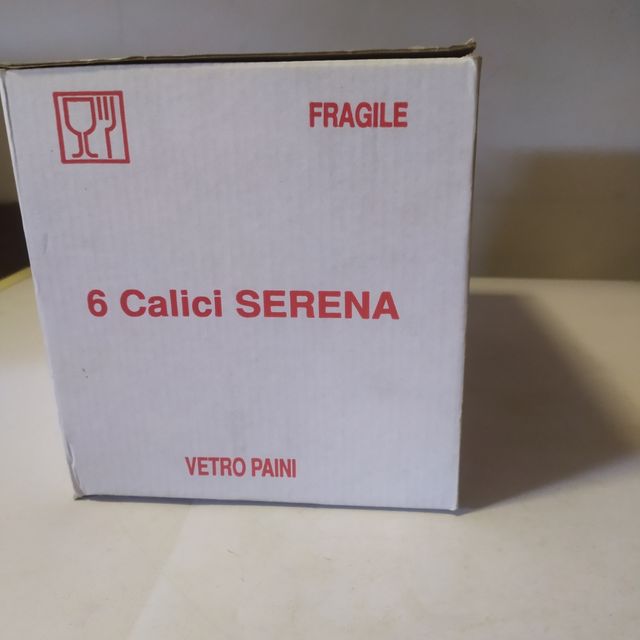 FRAGILE
6 Calici SERENA
VETRO PAINI